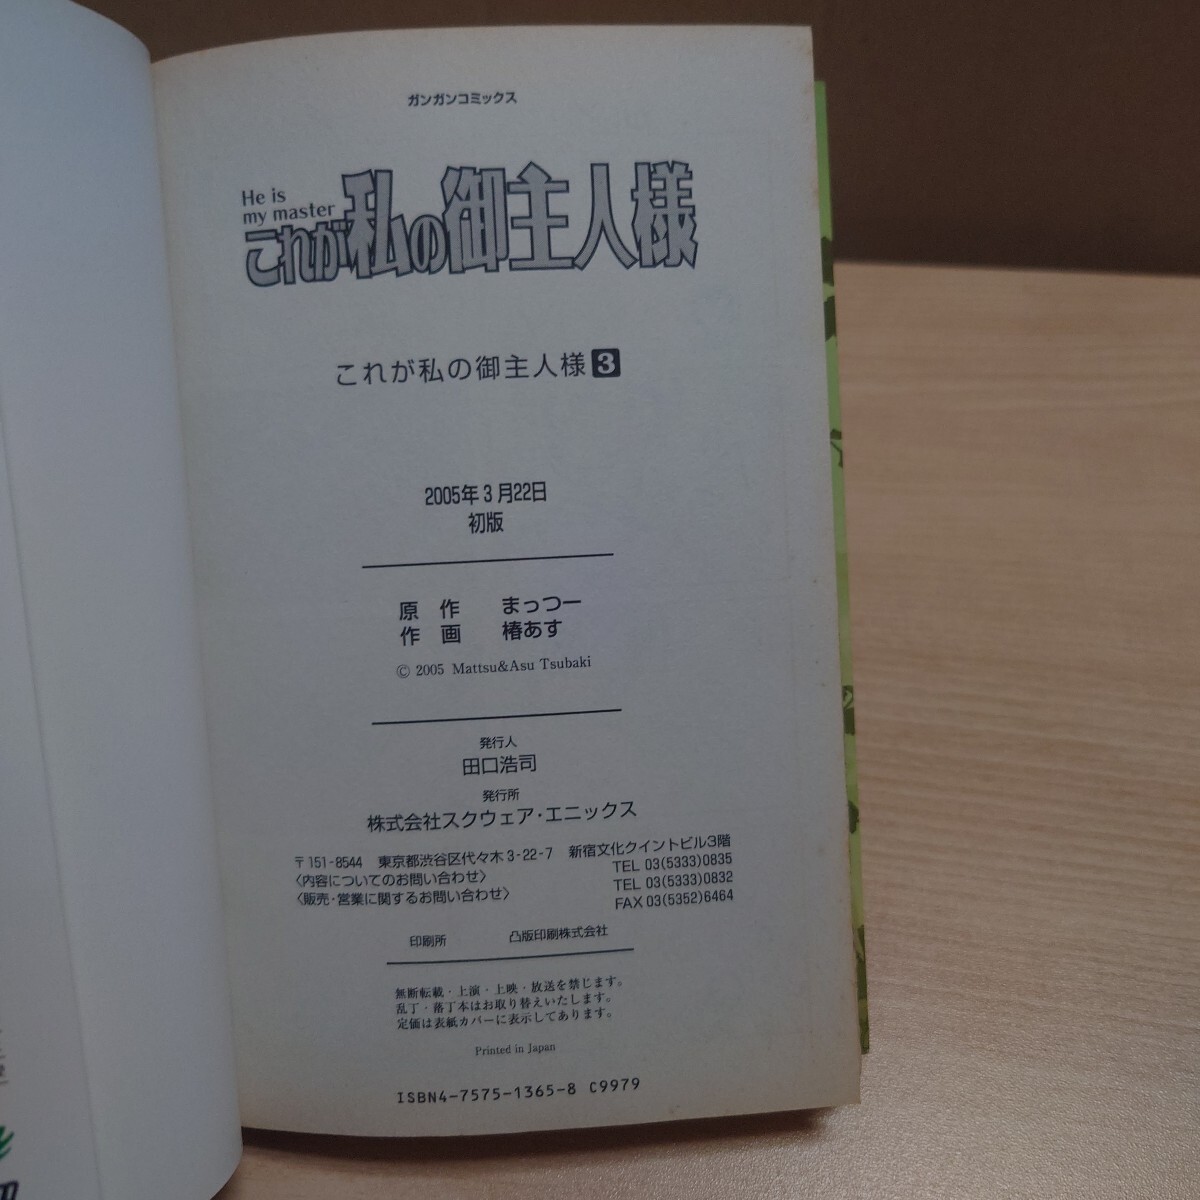 ガンガンコミックス
He is
my master
これが私の御主人様
これが私の御主人様 3
2005年3月22日
初版
原 作 まっつー
作 画 椿あす
© 2005 Mattsu&Asu Tsubaki
発行人
田口浩司
発行所
株式会社スクウェア・エニックス
〒151-8544 東京都渋谷区代々木3-22-7 新宿文化クイントビル3階
〈内容についてのお問い合わせ〉 TEL 03(5333)0835
〈販売・営業に関するお問い合わせ〉 TEL 03(5333)0832
FAX 03(5352)6464
印刷所 凸版印刷株式会社
無断転載・上演・上映・放送を禁じます。
乱丁・落丁本はお取り替えいたします。
定価は表紙カバーに表示してあります。
Printed in Japan
ISBN4-7575-1365-8 C9979